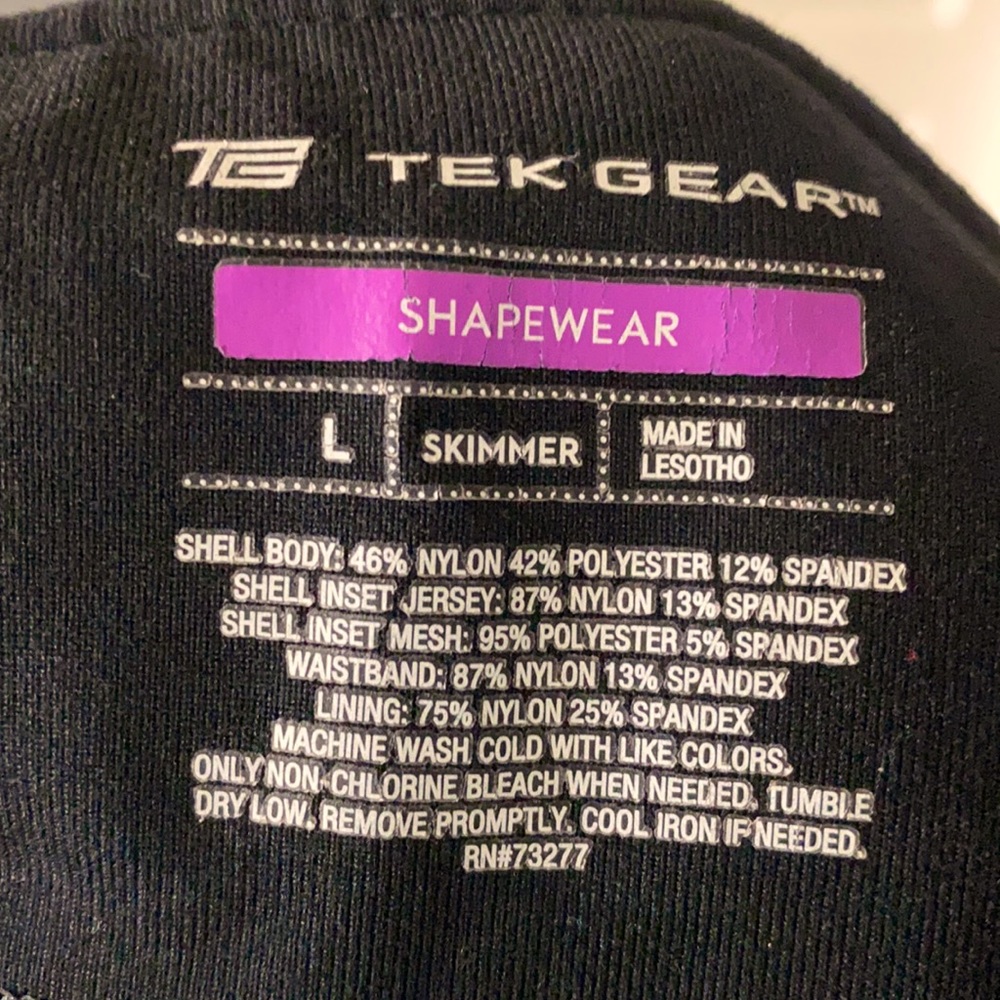 TG TEK GEAR™
SHAPEWEAR
L SKIMMER MADE IN
LESOTHO
SHELL BODY: 46% NYLON 42% POLYESTER 12% SPANDEX
SHELL INSET JERSEY: 87% NYLON 13% SPANDEX
SHELL INSET MESH: 95% POLYESTER 5% SPANDEX
WAISTBAND: 87% NYLON 13% SPANDEX
LINING: 75% NYLON 25% SPANDEX
MACHINE WASH COLD WITH LIKE COLORS.
ONLY NON-CHLORINE BLEACH WHEN NEEDED. TUMBLE
DRY LOW. REMOVE PROMPTLY. COOL IRON IF NEEDED.
RN#73277